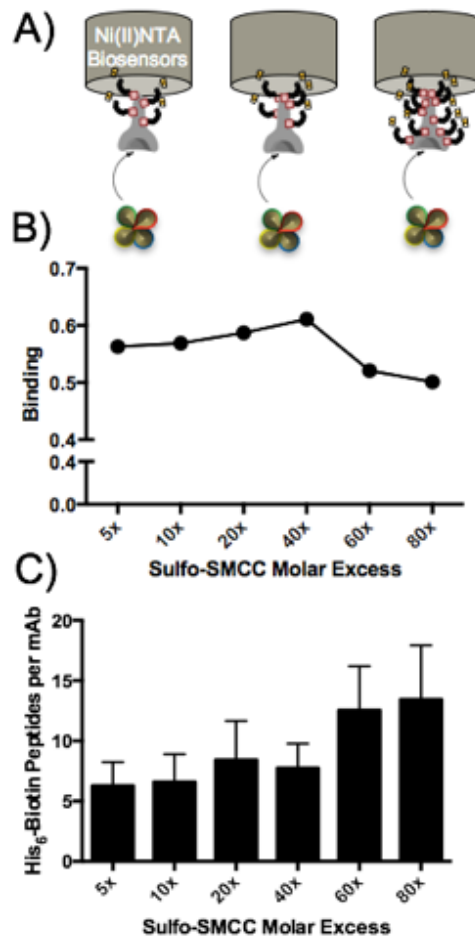 A)
Ni(II)NTA
Biosensors
B)
0.7
0.6
0.5
0.4
0.4
0.0
Binding
5x
10x
20x
40x
60x
80x
Sulfo-SMCC Molar Excess
C)
20
15
10
5
0
His₆-Biotin Peptides per mAb
5x
10x
20x
40x
60x
80x
Sulfo-SMCC Molar Excess